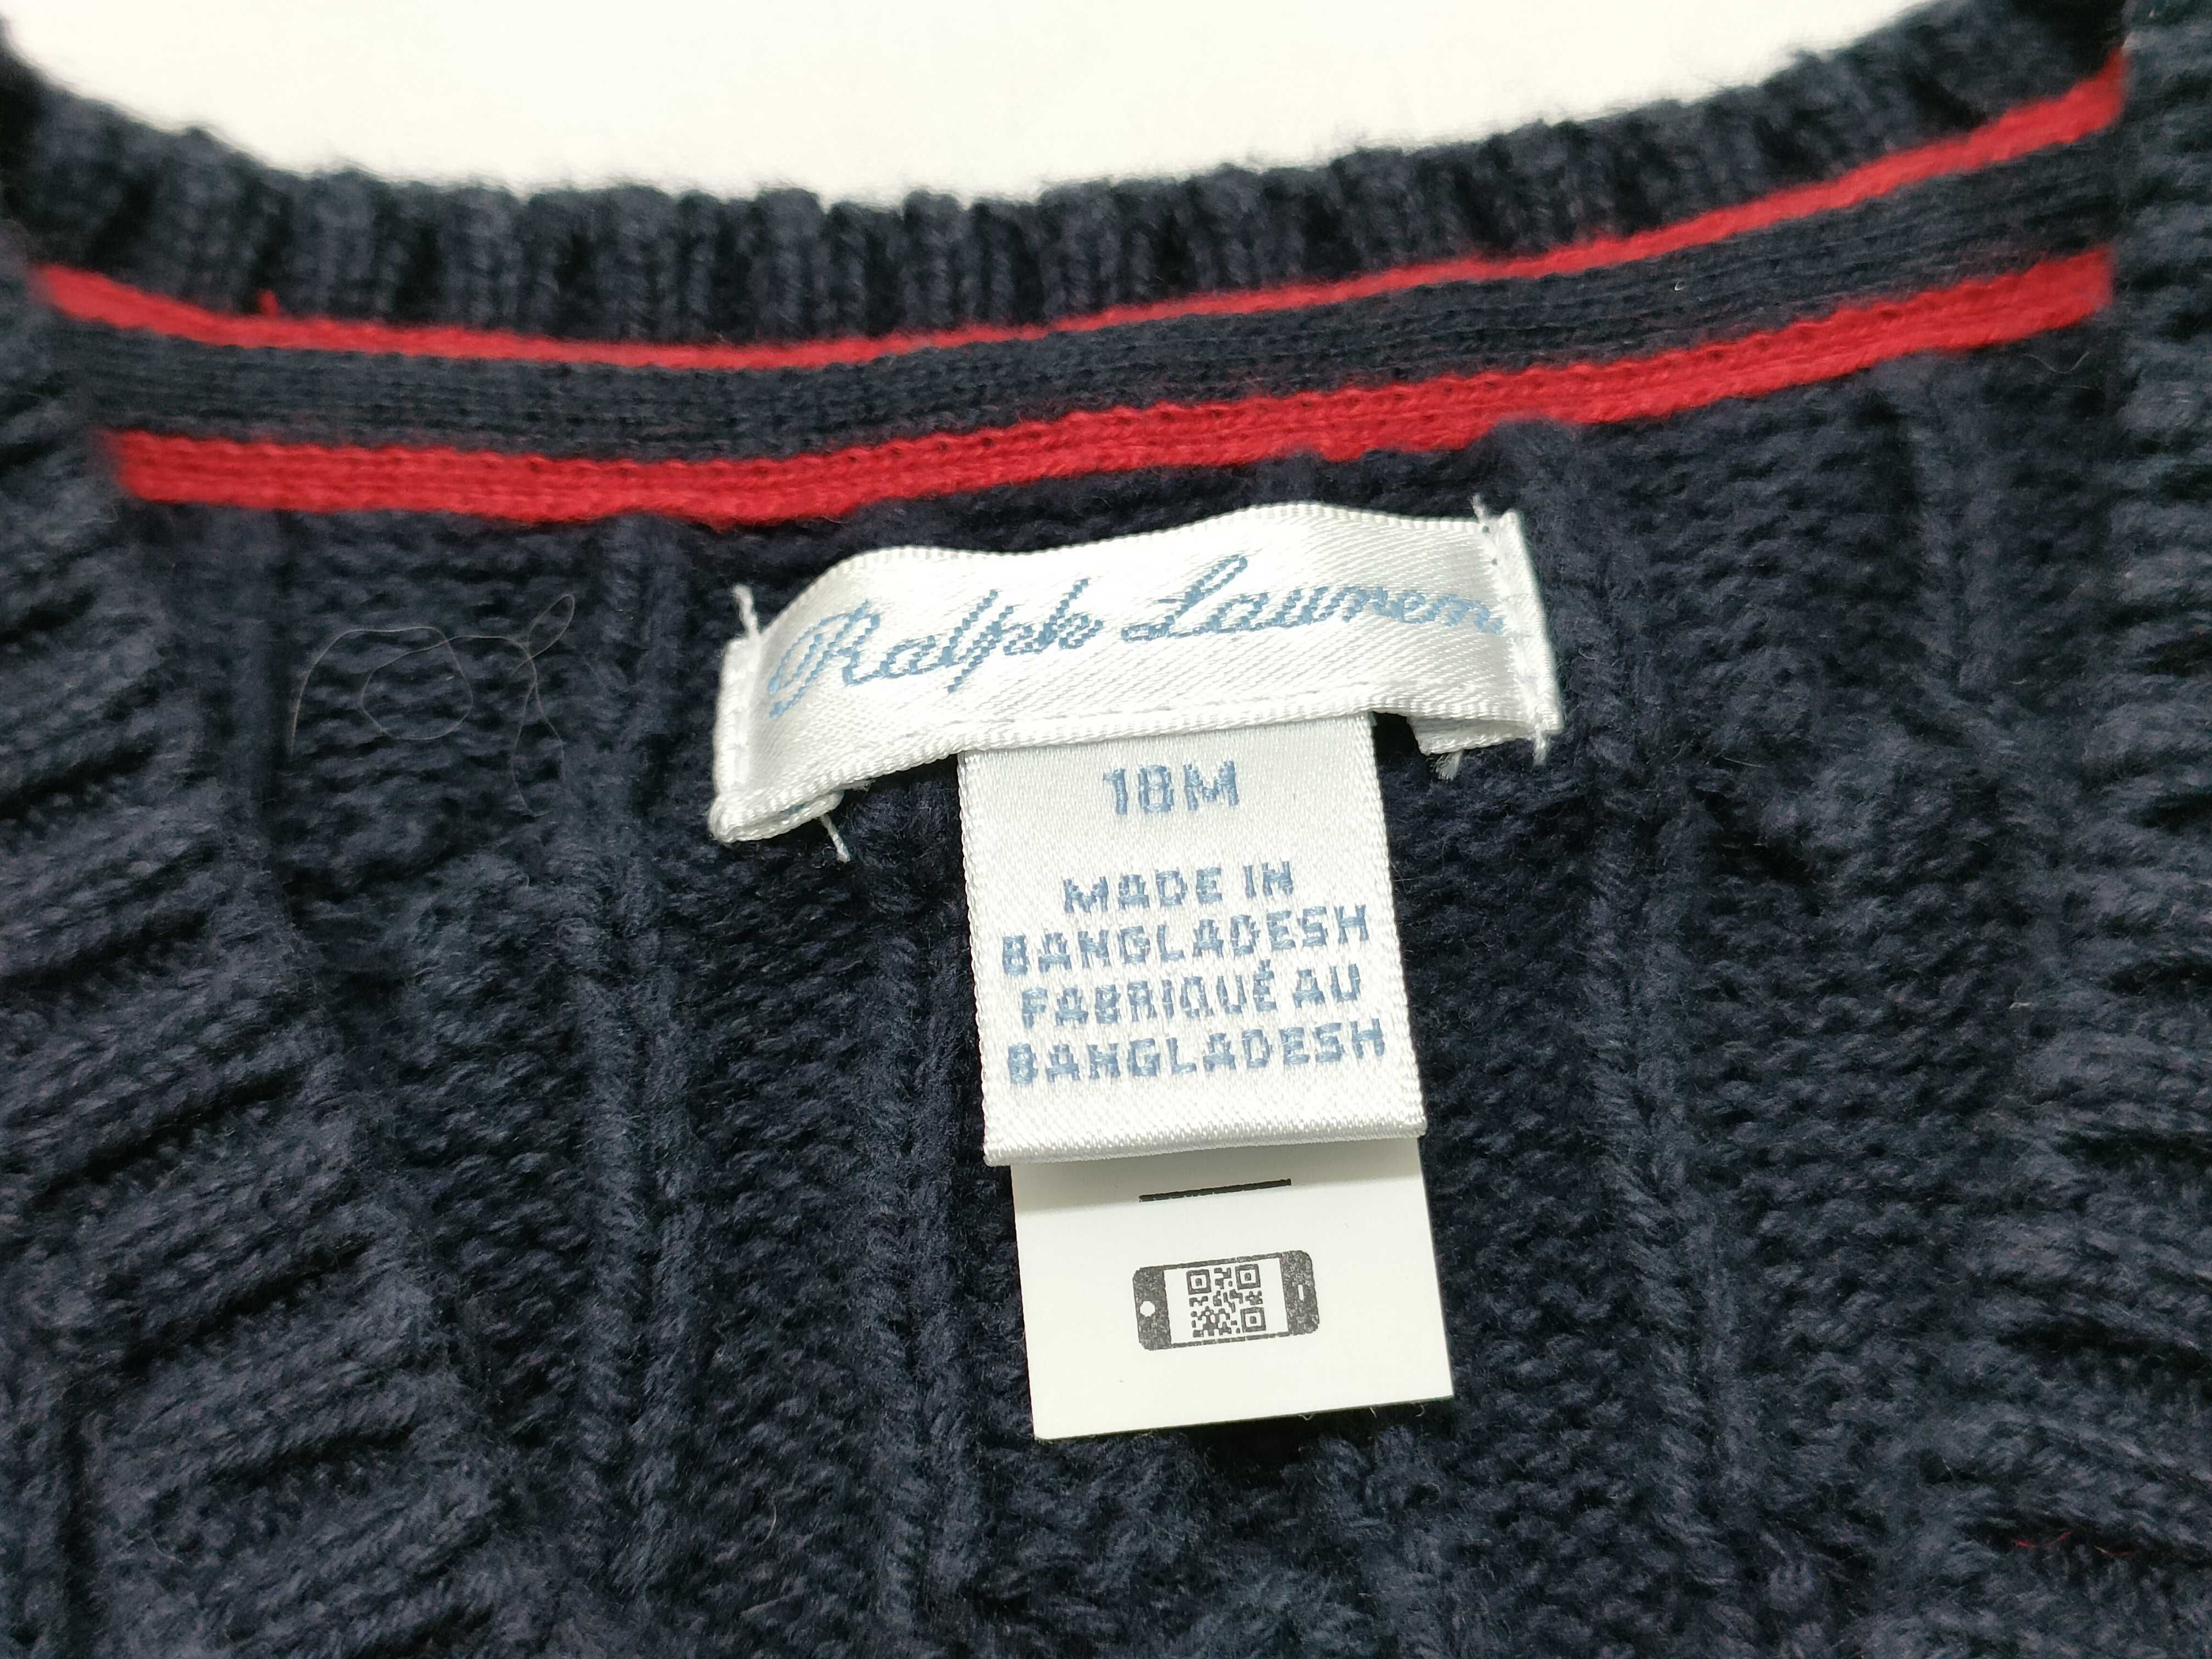 Ralph Lauren
18M
MADE IN
BANGLADESH
FABRIQUÉ AU
BANGLADESH